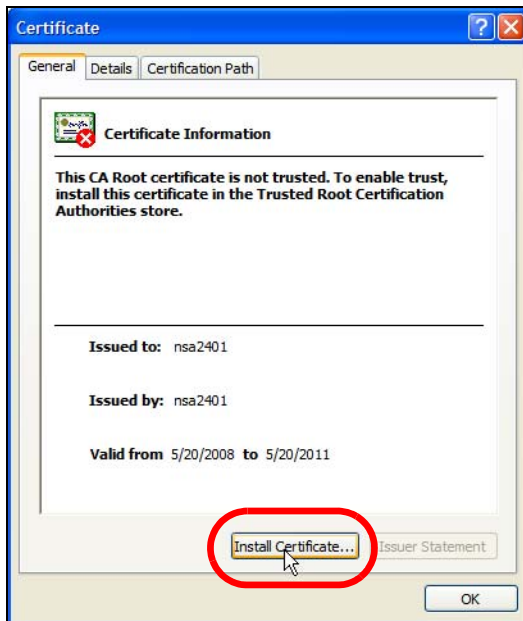 Certificate
General Details Certification Path
Certificate Information
This CA Root certificate is not trusted. To enable trust,
install this certificate in the Trusted Root Certification
Authorities store.
Issued to: nsa2401
Issued by: nsa2401
Valid from 5/20/2008 to 5/20/2011
Install Certificate... Issuer Statement
OK